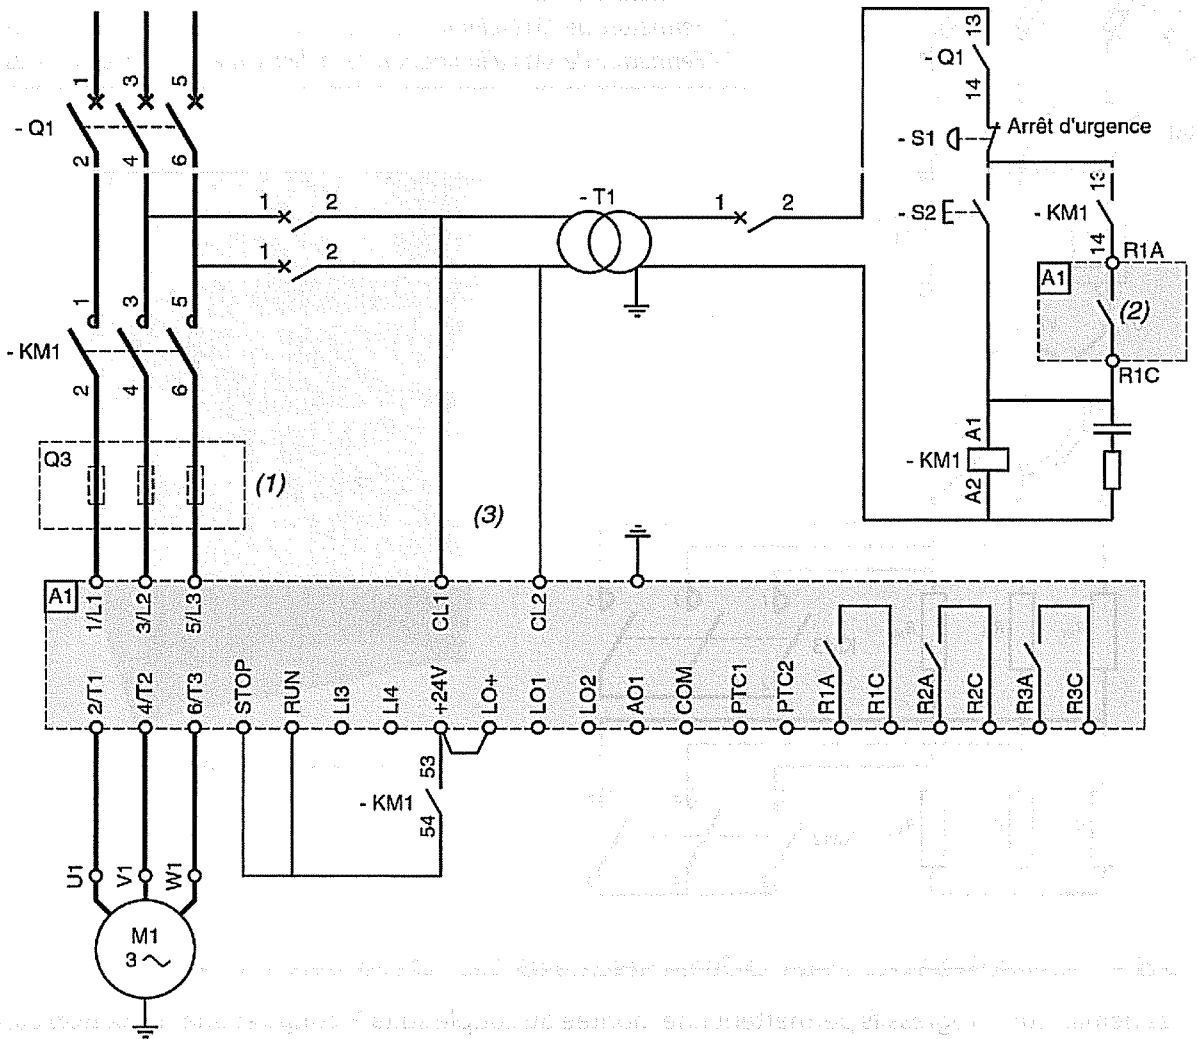 1 3 5
- Q1
2 4 6
13
- Q1
14
- S1 Arrêt d'urgence
1 2
- T1
1 2
- S2
13
- KM1
14
R1A
1 2
A1
(2)
R1C
1 3 5
- KM1
2 4 6
Q3
(1)
(3)
A1
- KM1
A2
A1
1/L1 3/L2 5/L3 CL1 CL2
2/T1 4/T2 6/T3 STOP RUN LI3 LI4 +24V LO+ LO1 LO2 AO1 COM PTC1 PTC2 R1A R1C R2A R2C R3A R3C
53
- KM1
54
U1 V1 W1
M1
3 ~